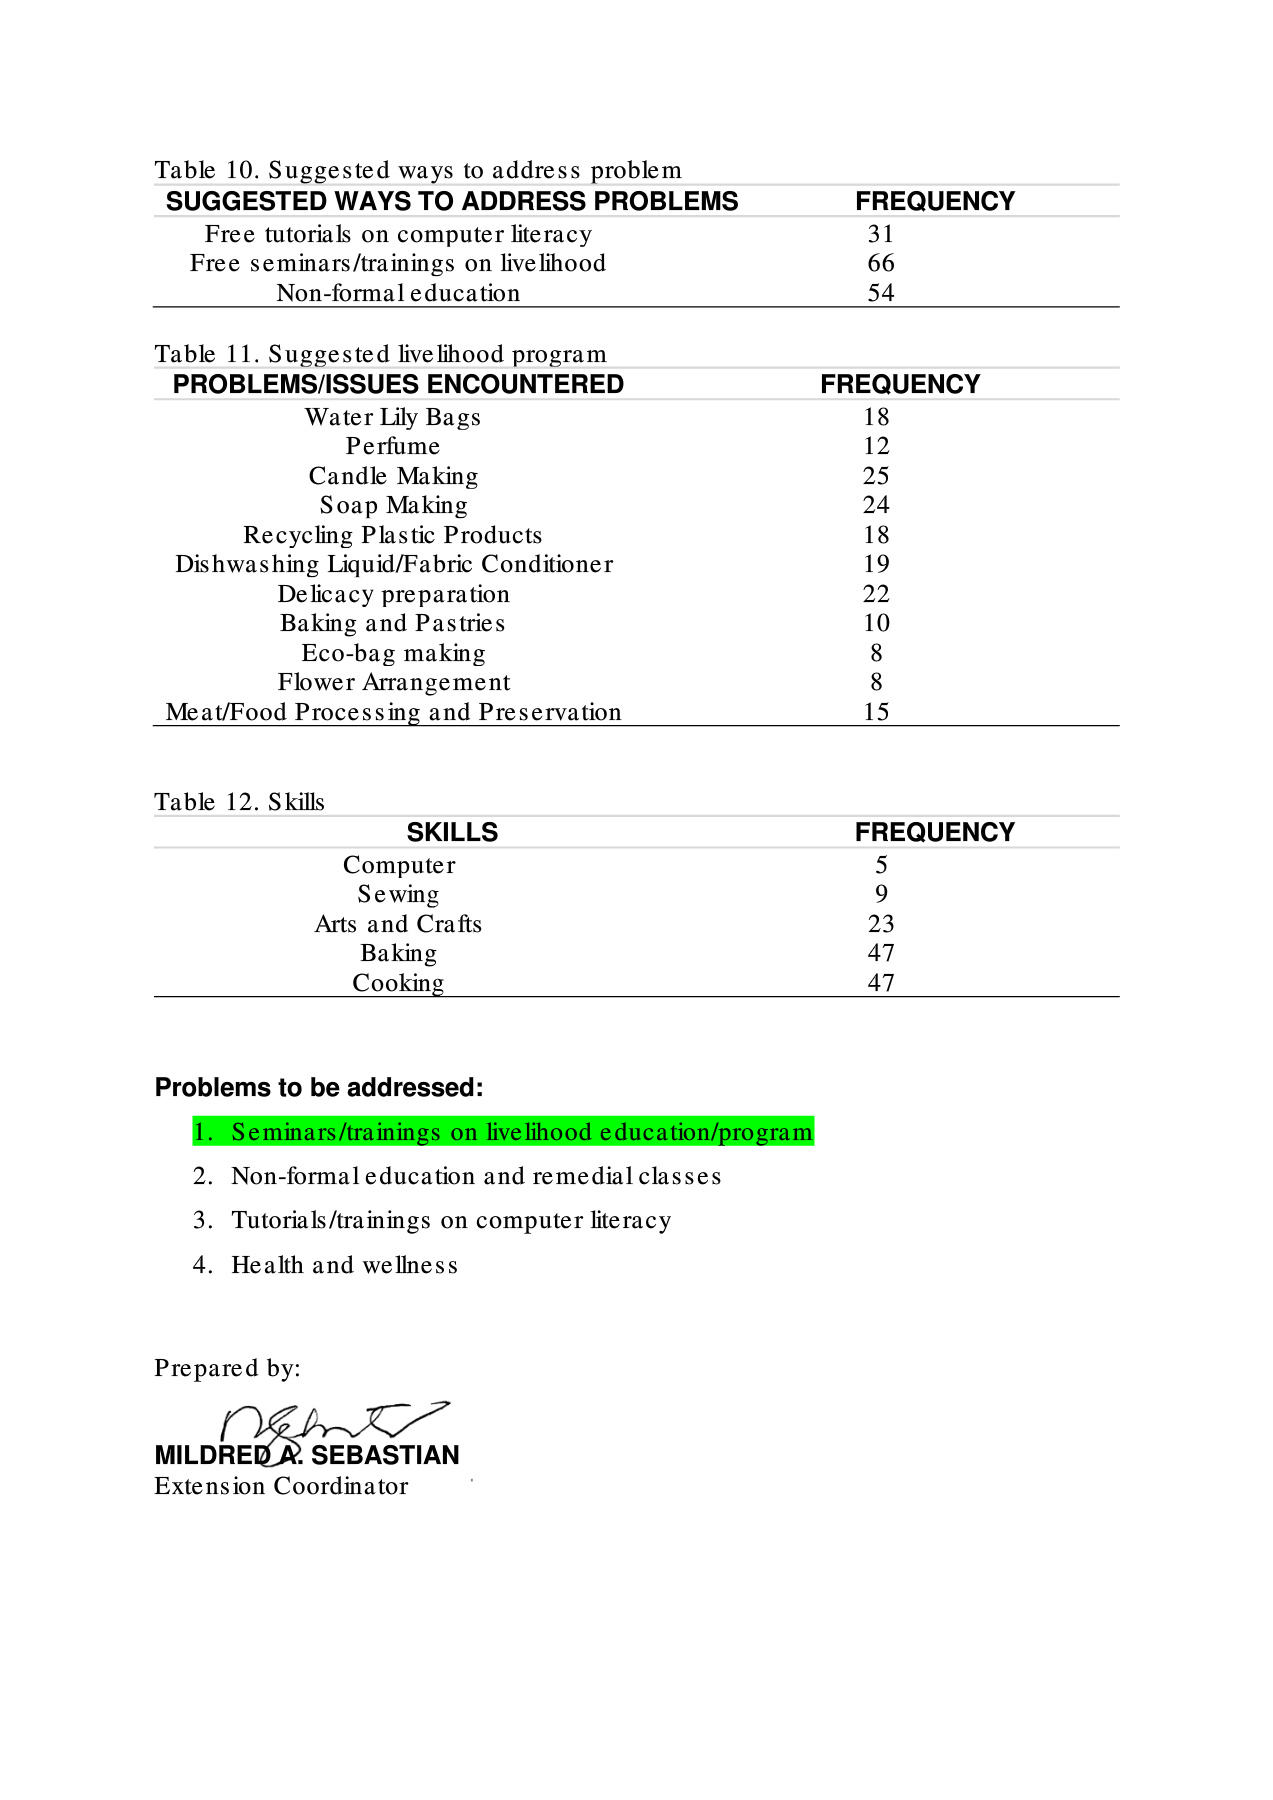 Table 10. Suggested ways to address problem
SUGGESTED WAYS TO ADDRESS PROBLEMS FREQUENCY
Free tutorials on computer literacy 31
Free seminars/trainings on livelihood 66
Non-formal education 54
Table 11. Suggested livelihood program
PROBLEMS/ISSUES ENCOUNTERED FREQUENCY
Water Lily Bags 18
Perfume 12
Candle Making 25
Soap Making 24
Recycling Plastic Products 18
Dishwashing Liquid/Fabric Conditioner 19
Delicacy preparation 22
Baking and Pastries 10
Eco-bag making 8
Flower Arrangement 8
Meat/Food Processing and Preservation 15
Table 12. Skills
SKILLS FREQUENCY
Computer 5
Sewing 9
Arts and Crafts 23
Baking 47
Cooking 47
Problems to be addressed:
1. Seminars/trainings on livelihood education/program
2. Non-formal education and remedial classes
3. Tutorials/trainings on computer literacy
4. Health and wellness
Prepared by:
MILDRED A. SEBASTIAN
Extension Coordinator